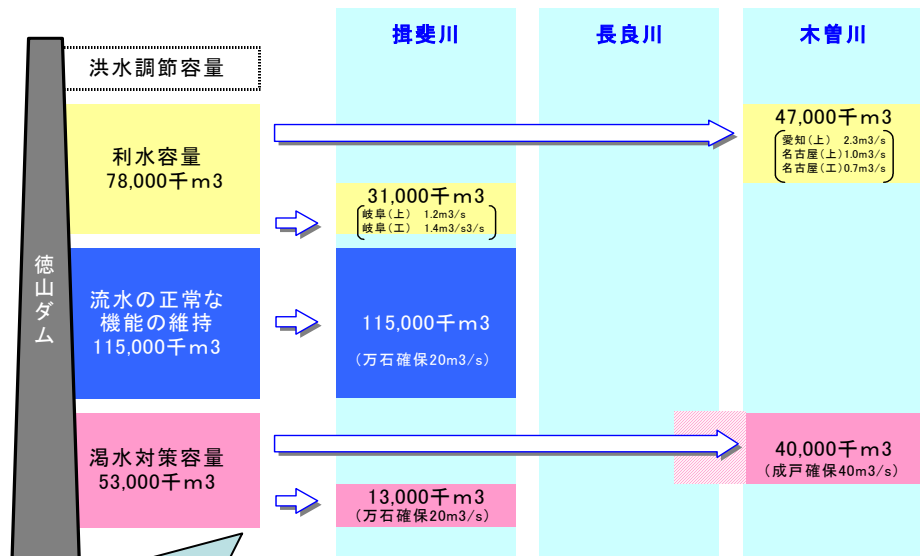 揖斐川
長良川
木曽川
徳山ダム
洪水調節容量
利水容量
78,000千m3
47,000千m3
愛知(上) 2.3m3/s
名古屋(上)1.0m3/s
名古屋(工)0.7m3/s
31,000千m3
岐阜(上) 1.2m3/s
岐阜(工) 1.4m3/s3/s
流水の正常な
機能の維持
115,000千m3
115,000千m3
(万石確保20m3/s)
渇水対策容量
53,000千m3
40,000千m3
(成戸確保40m3/s)
13,000千m3
(万石確保20m3/s)